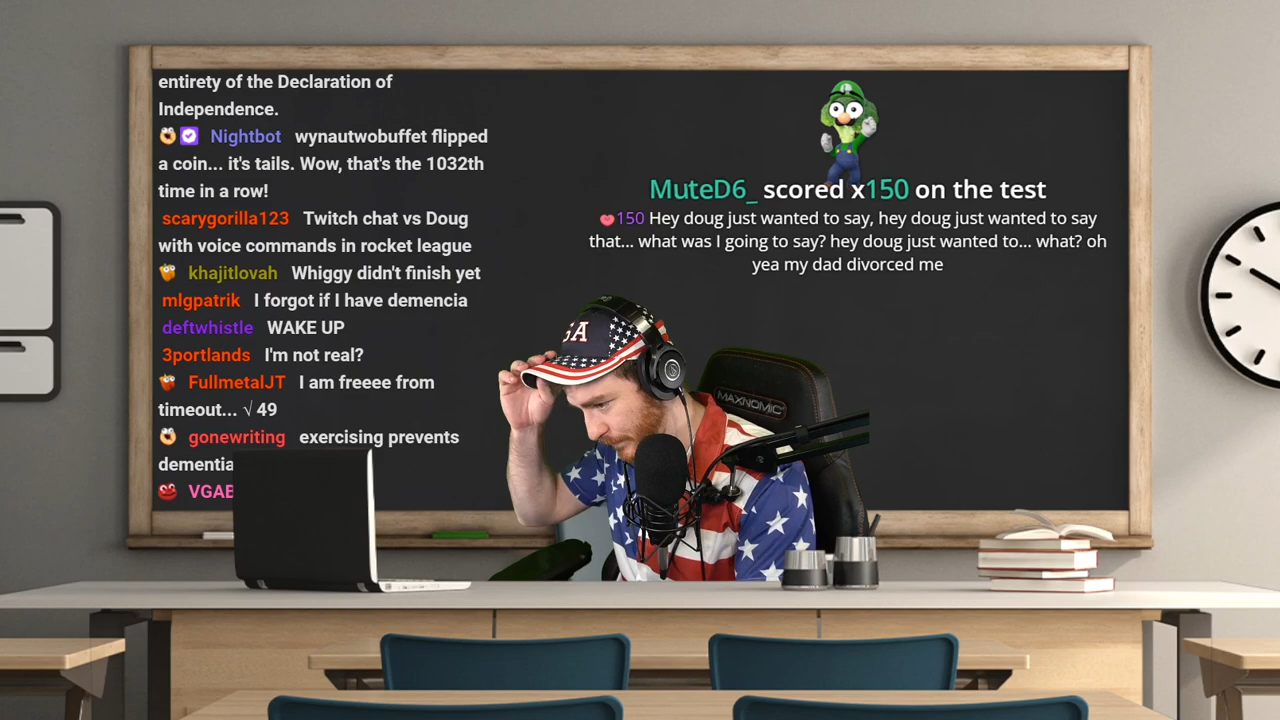 entirety of the Declaration of
Independence.
Nightbot wynautwobuffet flipped
a coin... it's tails. Wow, that's the 1032th
time in a row!
scarygorilla123 Twitch chat vs Doug
with voice commands in rocket league
khajitlovah Whiggy didn't finish yet
mlgpatrik I forgot if I have demencia
deftwhistle WAKE UP
3portlands I'm not real?
FullmetalJT I am freeee from
timeout... √ 49
gonewriting exercising prevents
dementia
VGAB
MuteD6_ scored x150 on the test
150 Hey doug just wanted to say, hey doug just wanted to say
that... what was I going to say? hey doug just wanted to... what? oh
yea my dad divorced me
GA
MAXNOMIC